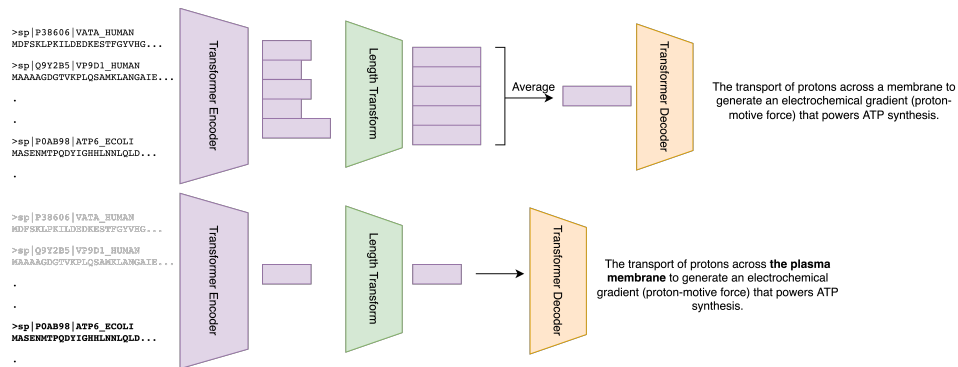 >sp|P38606|VATA_HUMAN
MDFSKLPKILDEDKESTFGYVHG...
>sp|Q9Y2B5|VP9D1_HUMAN
MAAAAGDGTVKPLQSAMKLANGAIE...
.
.
>sp|P0AB98|ATP6_ECOLI
MASENMTPQDYIGHHLNNLQLD...
.
Transformer Encoder
Length Transform
Average
Transformer Decoder
The transport of protons across a membrane to
generate an electrochemical gradient (proton-
motive force) that powers ATP synthesis.
>sp|P38606|VATA_HUMAN
MDFSKLPKILDEDKESTFGYVHG...
>sp|Q9Y2B5|VP9D1_HUMAN
MAAAAGDGTVKPLQSAMKLANGAIE...
.
.
>sp|P0AB98|ATP6_ECOLI
MASENMTPQDYIGHHLNNLQLD...
.
Transformer Encoder
Length Transform
Transformer Decoder
The transport of protons across the plasma
membrane to generate an electrochemical
gradient (proton-motive force) that powers ATP
synthesis.